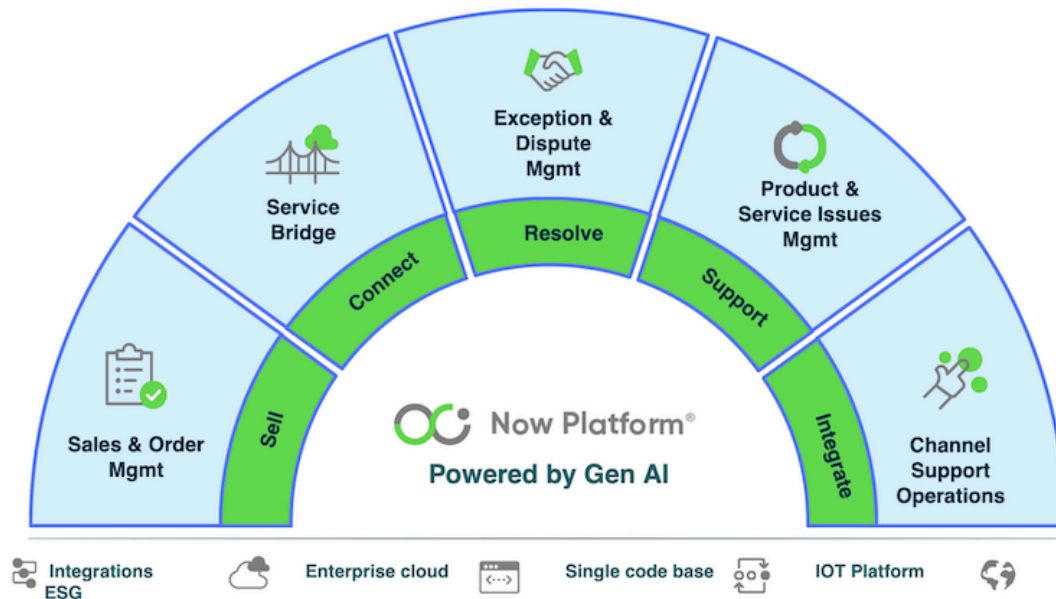 Exception &
Dispute
Mgmt
Service
Bridge
Product &
Service Issues
Mgmt
Resolve
Connect
Support
Sales & Order
Mgmt
Sell
Now Platform®
Powered by Gen AI
Integrate
Channel
Support
Operations
Integrations
ESG
Enterprise cloud
Single code base
IOT Platform